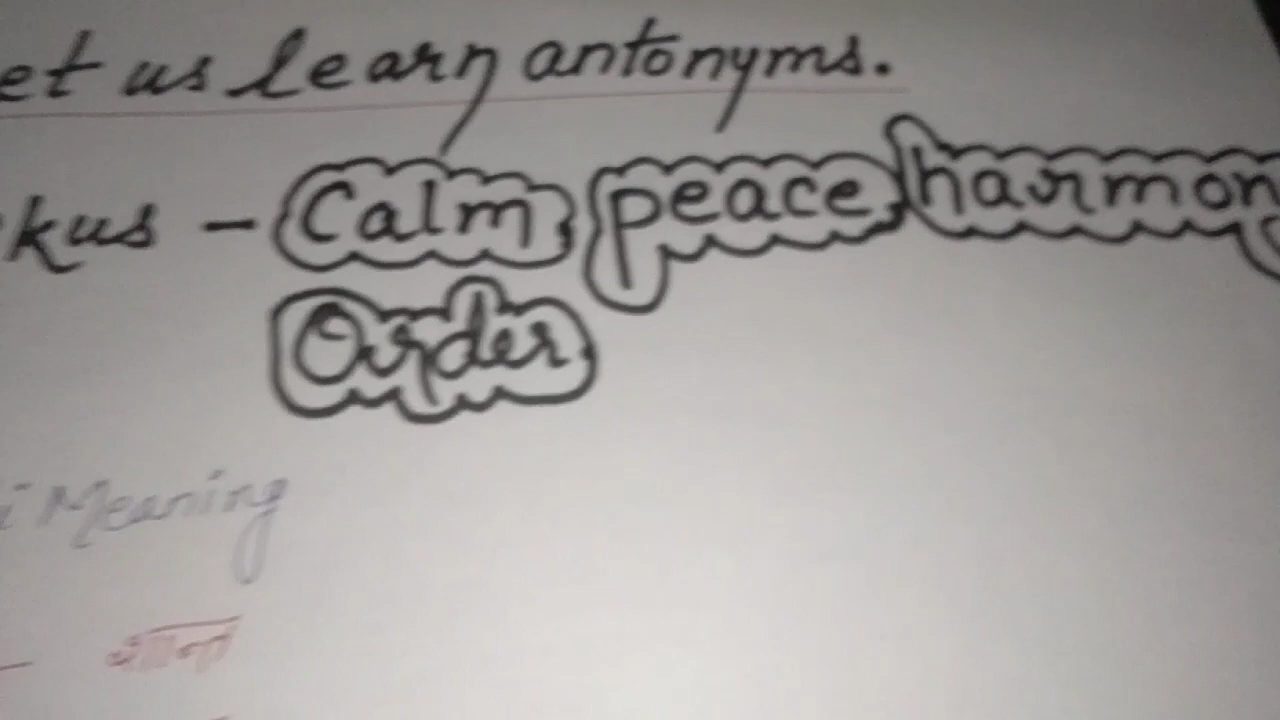 et us learn antonyms.
kus - Calm peace harmon
Order
i Meaning
-